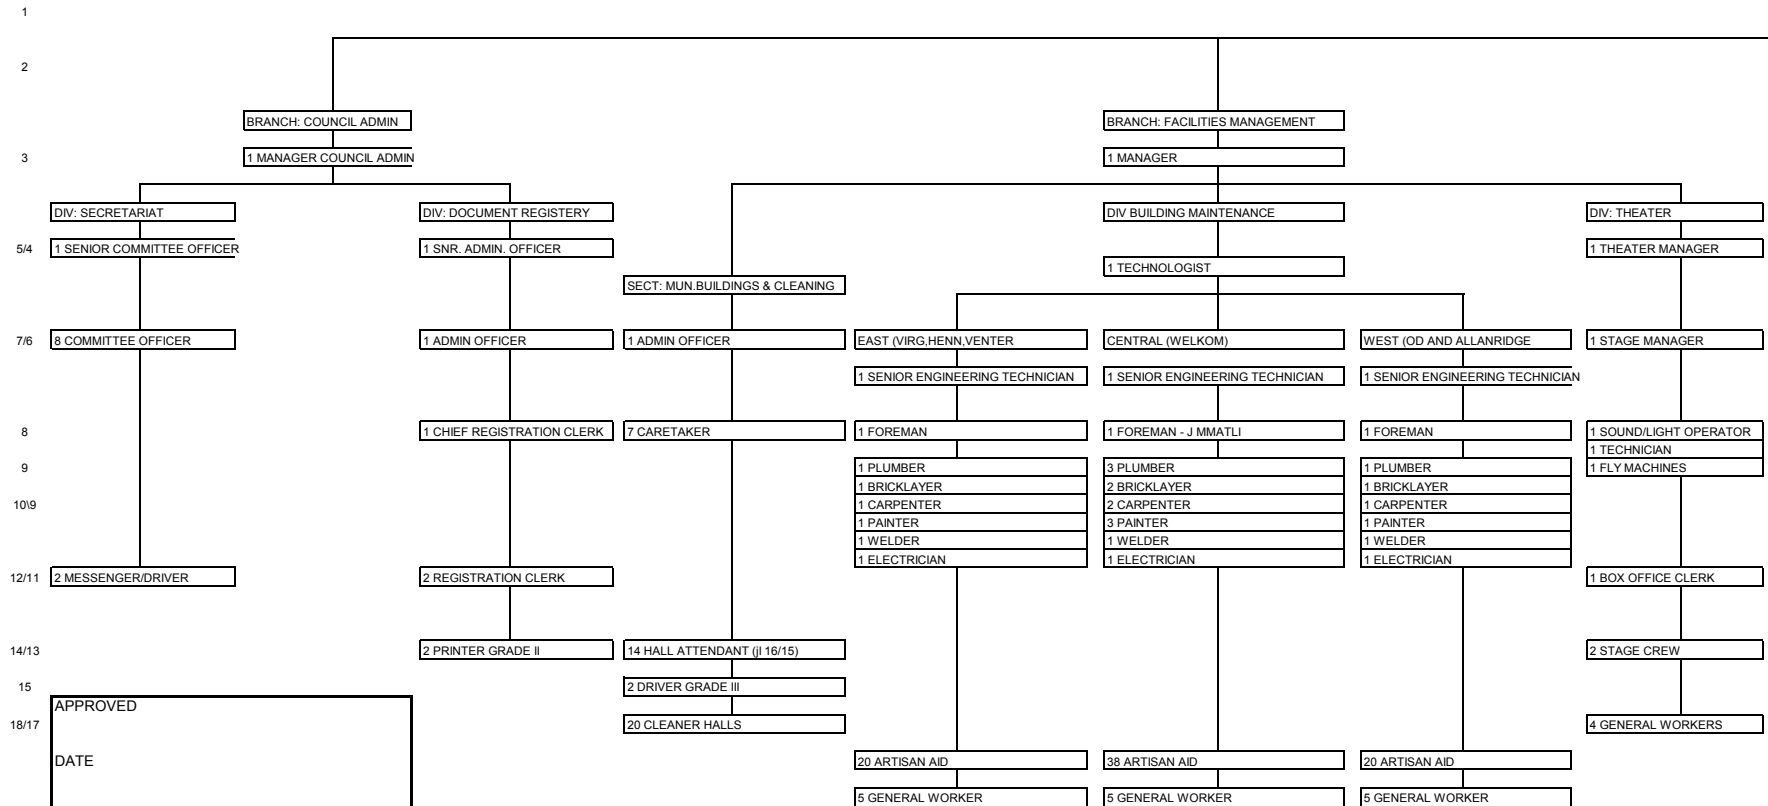 1
2
BRANCH: COUNCIL ADMIN
BRANCH: FACILITIES MANAGEMENT
3
1 MANAGER COUNCIL ADMIN
1 MANAGER
DIV: SECRETARIAT
DIV: DOCUMENT REGISTERY
DIV BUILDING MAINTENANCE
DIV: THEATER
5/4
1 SENIOR COMMITTEE OFFICER
1 SNR. ADMIN. OFFICER
1 THEATER MANAGER
1 TECHNOLOGIST
SECT: MUN.BUILDINGS & CLEANING
7/6
8 COMMITTEE OFFICER
1 ADMIN OFFICER
1 ADMIN OFFICER
EAST (VIRG,HENN,VENTER
CENTRAL (WELKOM)
WEST (OD AND ALLANRIDGE
1 STAGE MANAGER
1 SENIOR ENGINEERING TECHNICIAN
1 SENIOR ENGINEERING TECHNICIAN
1 SENIOR ENGINEERING TECHNICIAN
8
1 CHIEF REGISTRATION CLERK
7 CARETAKER
1 FOREMAN
1 FOREMAN - J MMATLI
1 FOREMAN
1 SOUND/LIGHT OPERATOR
1 TECHNICIAN
9
1 PLUMBER
3 PLUMBER
1 PLUMBER
1 FLY MACHINES
1 BRICKLAYER
2 BRICKLAYER
1 BRICKLAYER
10\9
1 CARPENTER
2 CARPENTER
1 CARPENTER
1 PAINTER
3 PAINTER
1 PAINTER
1 WELDER
1 WELDER
1 WELDER
1 ELECTRICIAN
1 ELECTRICIAN
1 ELECTRICIAN
12/11
2 MESSENGER/DRIVER
2 REGISTRATION CLERK
1 BOX OFFICE CLERK
14/13
2 PRINTER GRADE II
14 HALL ATTENDANT (jl 16/15)
2 STAGE CREW
15
2 DRIVER GRADE III
APPROVED
18/17
20 CLEANER HALLS
4 GENERAL WORKERS
DATE
20 ARTISAN AID
38 ARTISAN AID
20 ARTISAN AID
5 GENERAL WORKER
5 GENERAL WORKER
5 GENERAL WORKER